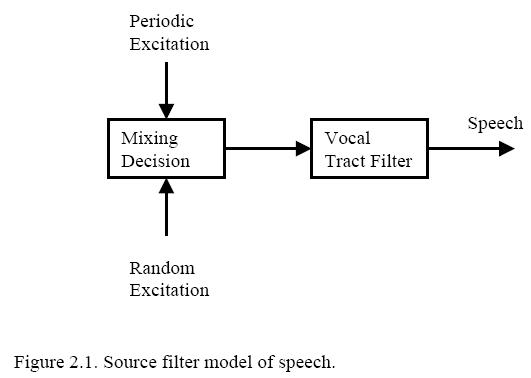 Periodic
Excitation
Mixing
Decision
Vocal
Tract Filter
Speech
Random
Excitation
Figure 2.1. Source filter model of speech.